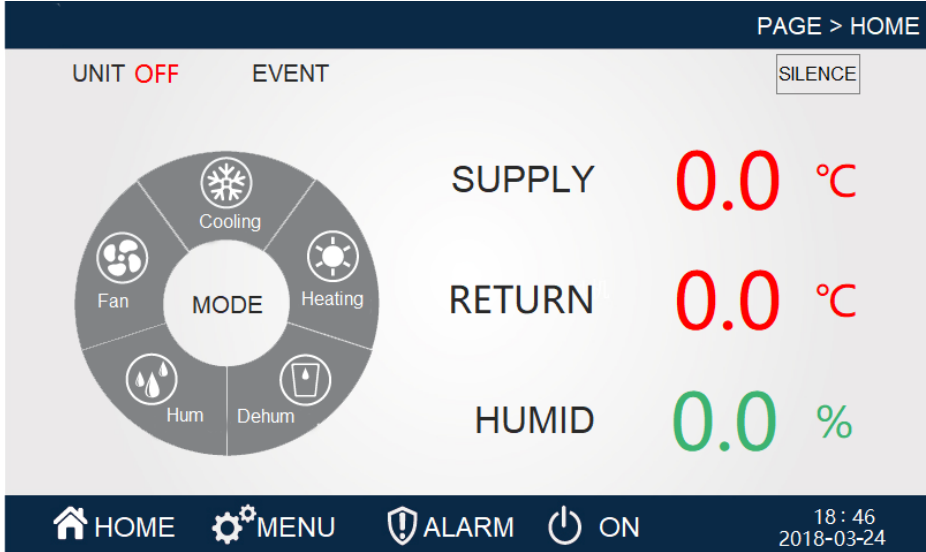 PAGE > HOME
UNIT OFF EVENT SILENCE
Cooling
Fan
MODE
Heating
Hum
Dehum
SUPPLY 0.0 ℃
RETURN 0.0 ℃
HUMID 0.0 %
HOME MENU ALARM ON
18:46
2018-03-24